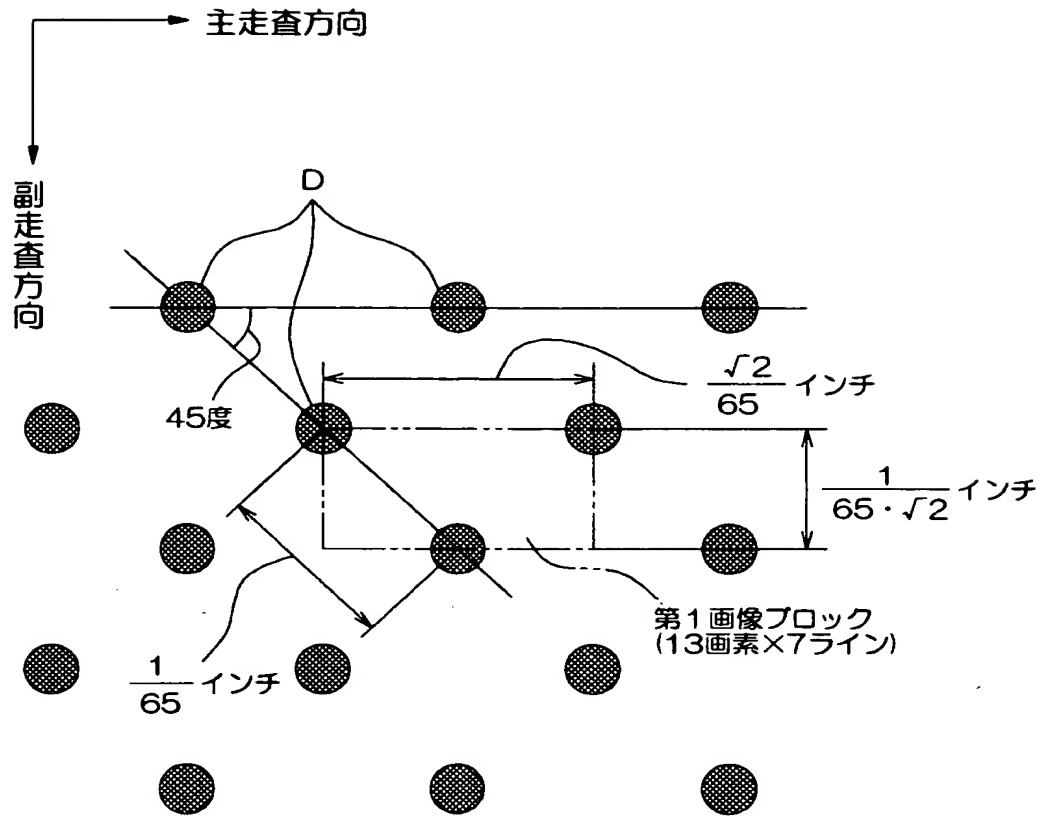 主走査方向
副走査方向
D
45度
√2/65 インチ
1/65・√2 インチ
第1画像ブロック
(13画素×7ライン)
1/65 インチ